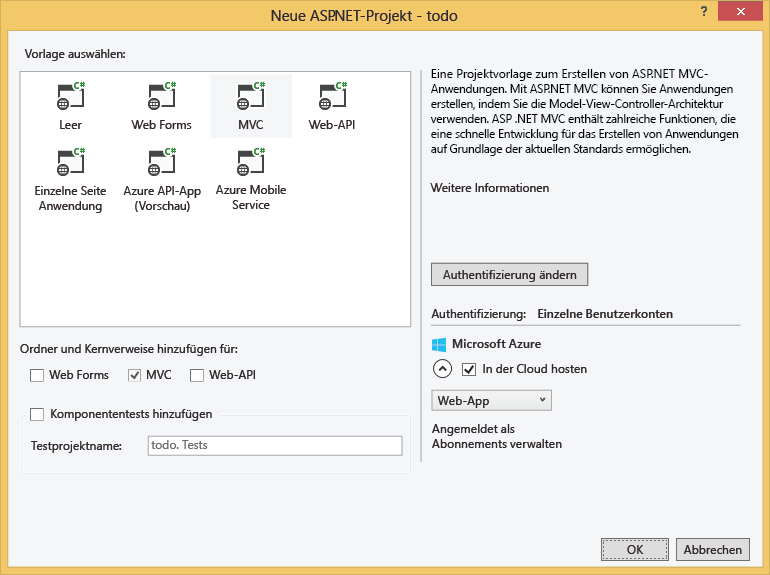 Neue ASP.NET-Projekt - todo
?
Vorlage auswählen:
C# C# C# C#
Leer Web Forms MVC Web-API
C# C# C#
Einzelne Seite Azure API-App Azure Mobile
Anwendung (Vorschau) Service
Eine Projektvorlage zum Erstellen von ASP.NET MVC-
Anwendungen. Mit ASP.NET MVC können Sie Anwendungen
erstellen, indem Sie die Model-View-Controller-Architektur
verwenden. ASP .NET MVC enthält zahlreiche Funktionen, die
eine schnelle Entwicklung für das Erstellen von Anwendungen
auf Grundlage der aktuellen Standards ermöglichen.
Weitere Informationen
Authentifizierung ändern
Authentifizierung: Einzelne Benutzerkonten
Microsoft Azure
In der Cloud hosten
Web-App
Angemeldet als
Abonnements verwalten
Ordner und Kernverweise hinzufügen für:
Web Forms MVC Web-API
Komponententests hinzufügen
Testprojektname: todo. Tests
OK Abbrechen